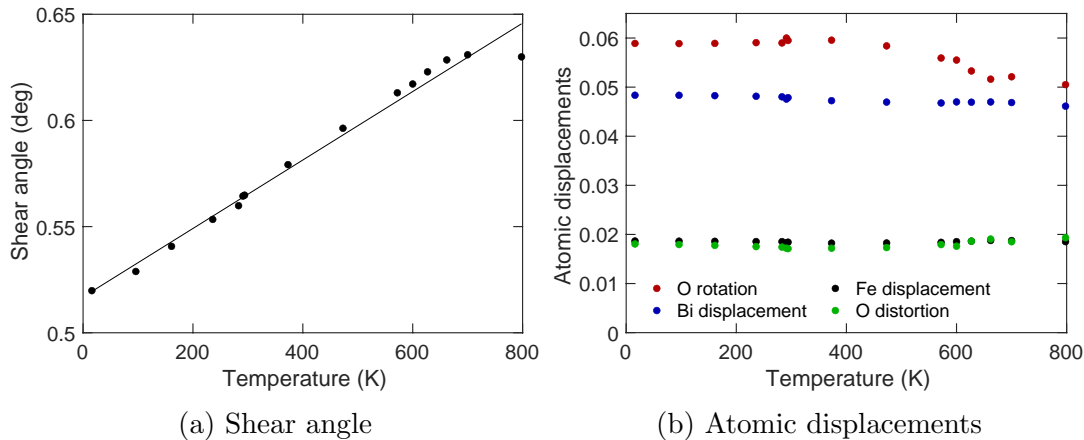 0.65
0.6
0.55
0.5
Shear angle (deg)
0 200 400 600 800
Temperature (K)
(a) Shear angle
0.06
0.05
0.04
0.03
0.02
0.01
0
Atomic displacements
O rotation
Bi displacement
Fe displacement
O distortion
0 200 400 600 800
Temperature (K)
(b) Atomic displacements